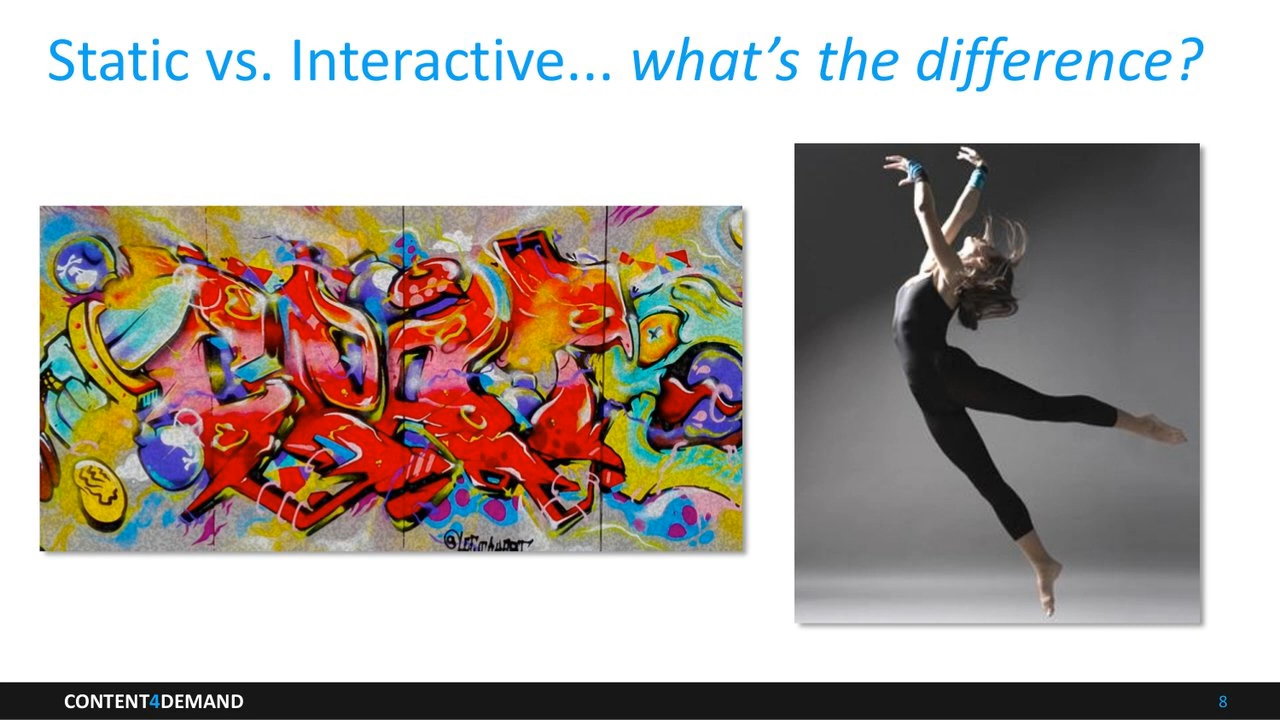 Static vs. Interactive... what’s the difference?
CONTENT4DEMAND
8